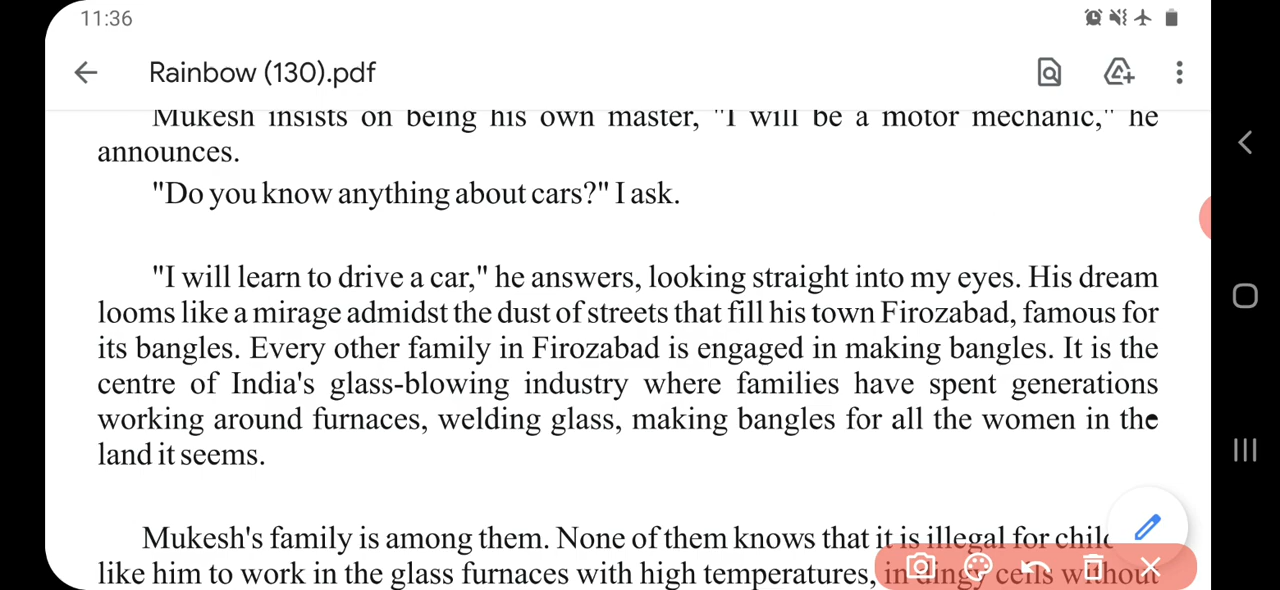 11:36
Rainbow (130).pdf
Mukesh insists on being his own master, "I will be a motor mechanic," he
announces.
"Do you know anything about cars?" I ask.
"I will learn to drive a car," he answers, looking straight into my eyes. His dream
looms like a mirage admidst the dust of streets that fill his town Firozabad, famous for
its bangles. Every other family in Firozabad is engaged in making bangles. It is the
centre of India's glass-blowing industry where families have spent generations
working around furnaces, welding glass, making bangles for all the women in the
land it seems.
Mukesh's family is among them. None of them knows that it is illegal for
like him to work in the glass furnaces with high temperatures, in dingy cells without